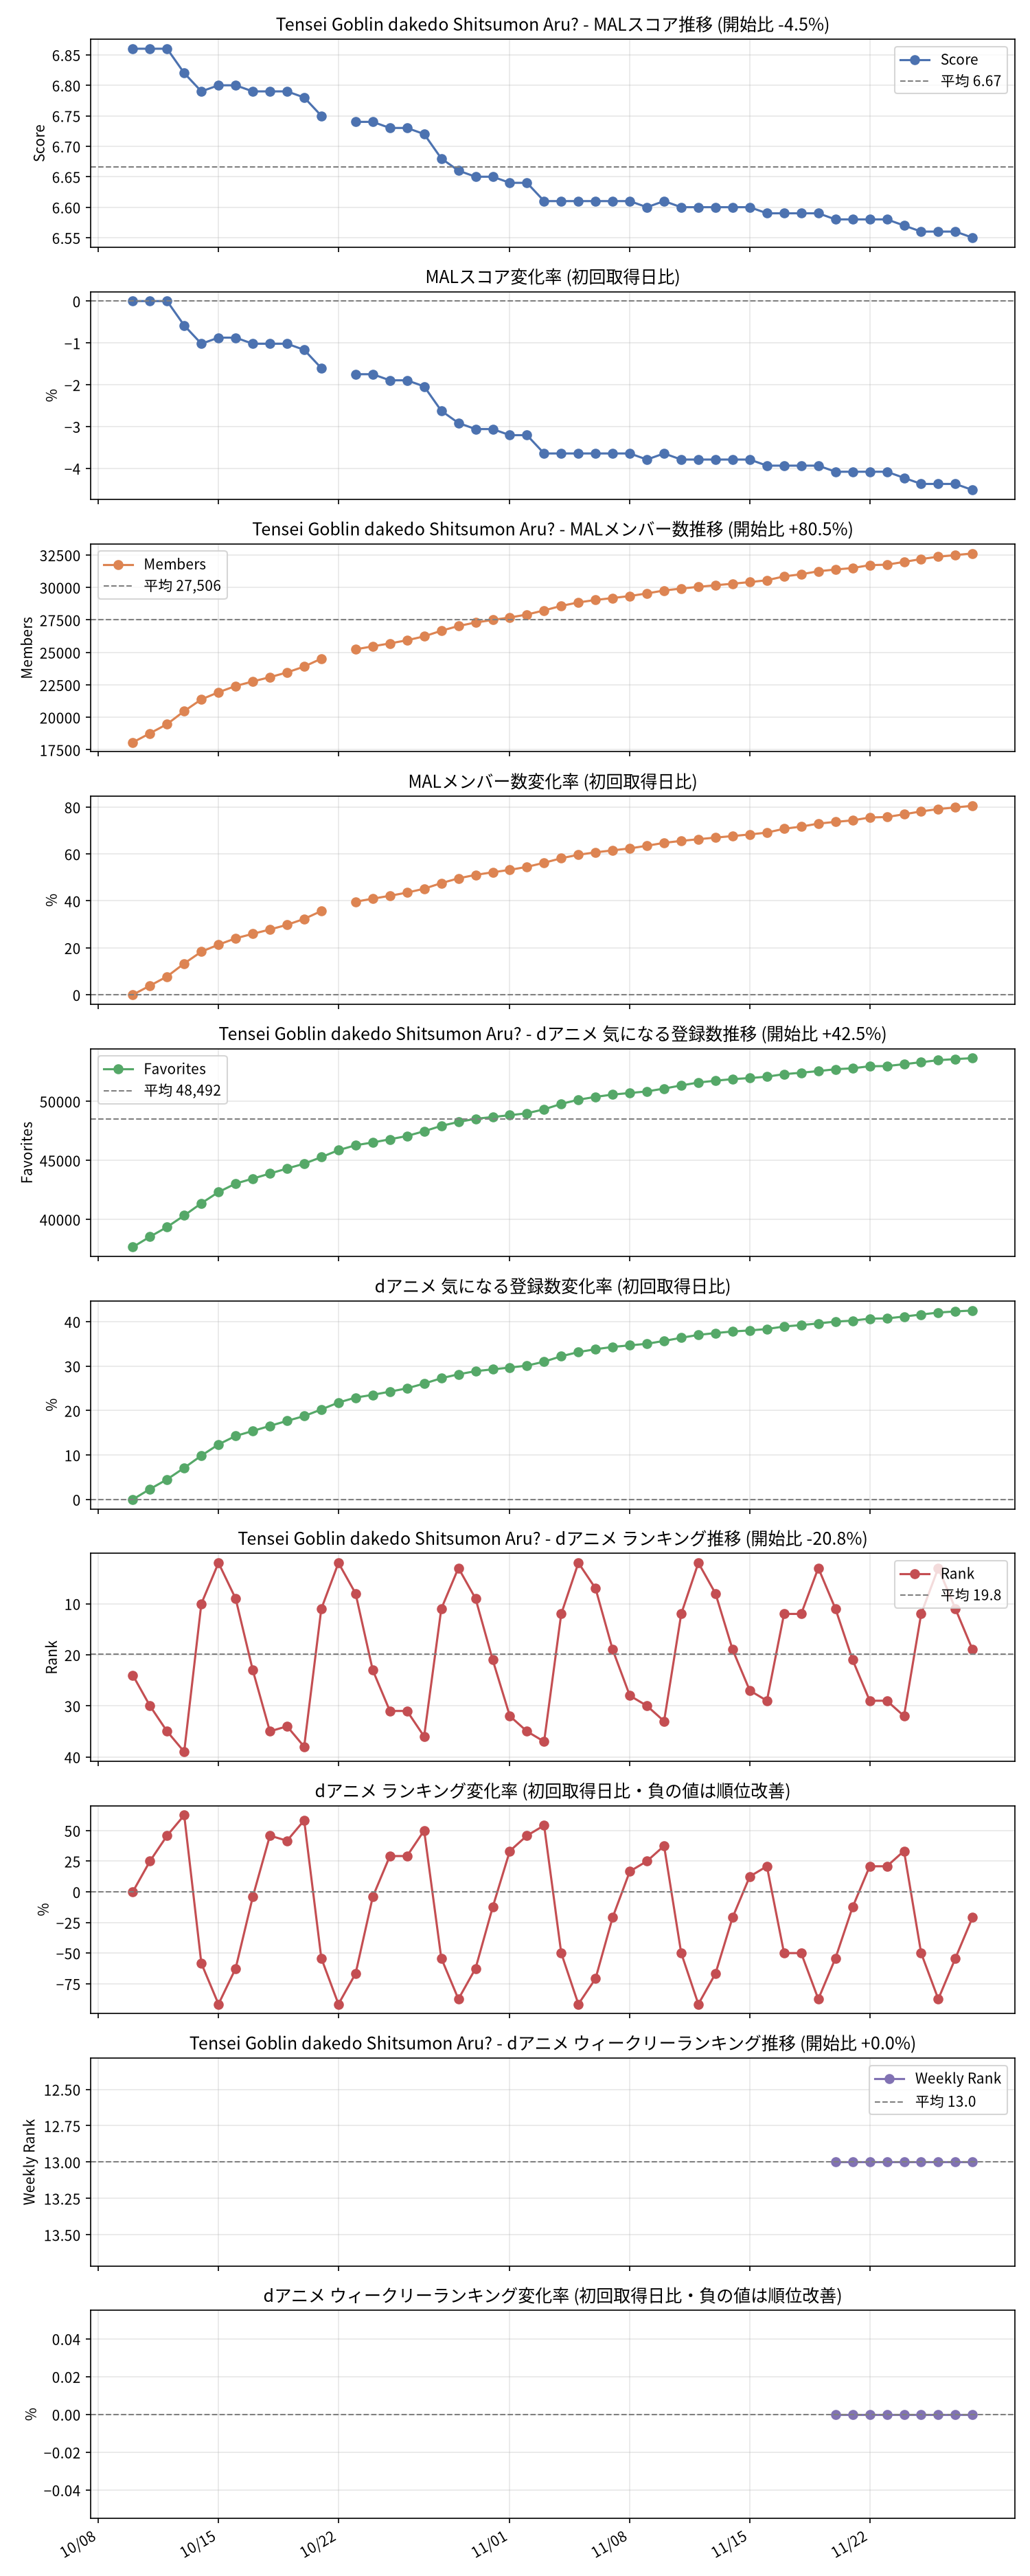 Tensei Goblin dakedo Shitsumon Aru? - MALスコア推移 (開始比 -4.5%)
Score
6.85
6.80
6.75
6.70
6.65
6.60
6.55
Score
平均 6.67
MALスコア変化率 (初回取得日比)
%
0
−1
−2
−3
−4
Tensei Goblin dakedo Shitsumon Aru? - MALメンバー数推移 (開始比 +80.5%)
Members
32500
30000
27500
25000
22500
20000
17500
Members
平均 27,506
MALメンバー数変化率 (初回取得日比)
%
80
60
40
20
0
Tensei Goblin dakedo Shitsumon Aru? - dアニメ 気になる登録数推移 (開始比 +42.5%)
Favorites
50000
45000
40000
Favorites
平均 48,492
dアニメ 気になる登録数変化率 (初回取得日比)
%
40
30
20
10
0
Tensei Goblin dakedo Shitsumon Aru? - dアニメ ランキング推移 (開始比 -20.8%)
Rank
10
20
30
40
Rank
平均 19.8
dアニメ ランキング変化率 (初回取得日比・負の値は順位改善)
%
50
25
0
−25
−50
−75
Tensei Goblin dakedo Shitsumon Aru? - dアニメ ウィークリーランキング推移 (開始比 +0.0%)
Weekly Rank
12.50
12.75
13.00
13.25
13.50
Weekly Rank
平均 13.0
dアニメ ウィークリーランキング変化率 (初回取得日比・負の値は順位改善)
%
0.04
0.02
0.00
−0.02
−0.04
10/08
10/15
10/22
11/01
11/08
11/15
11/22